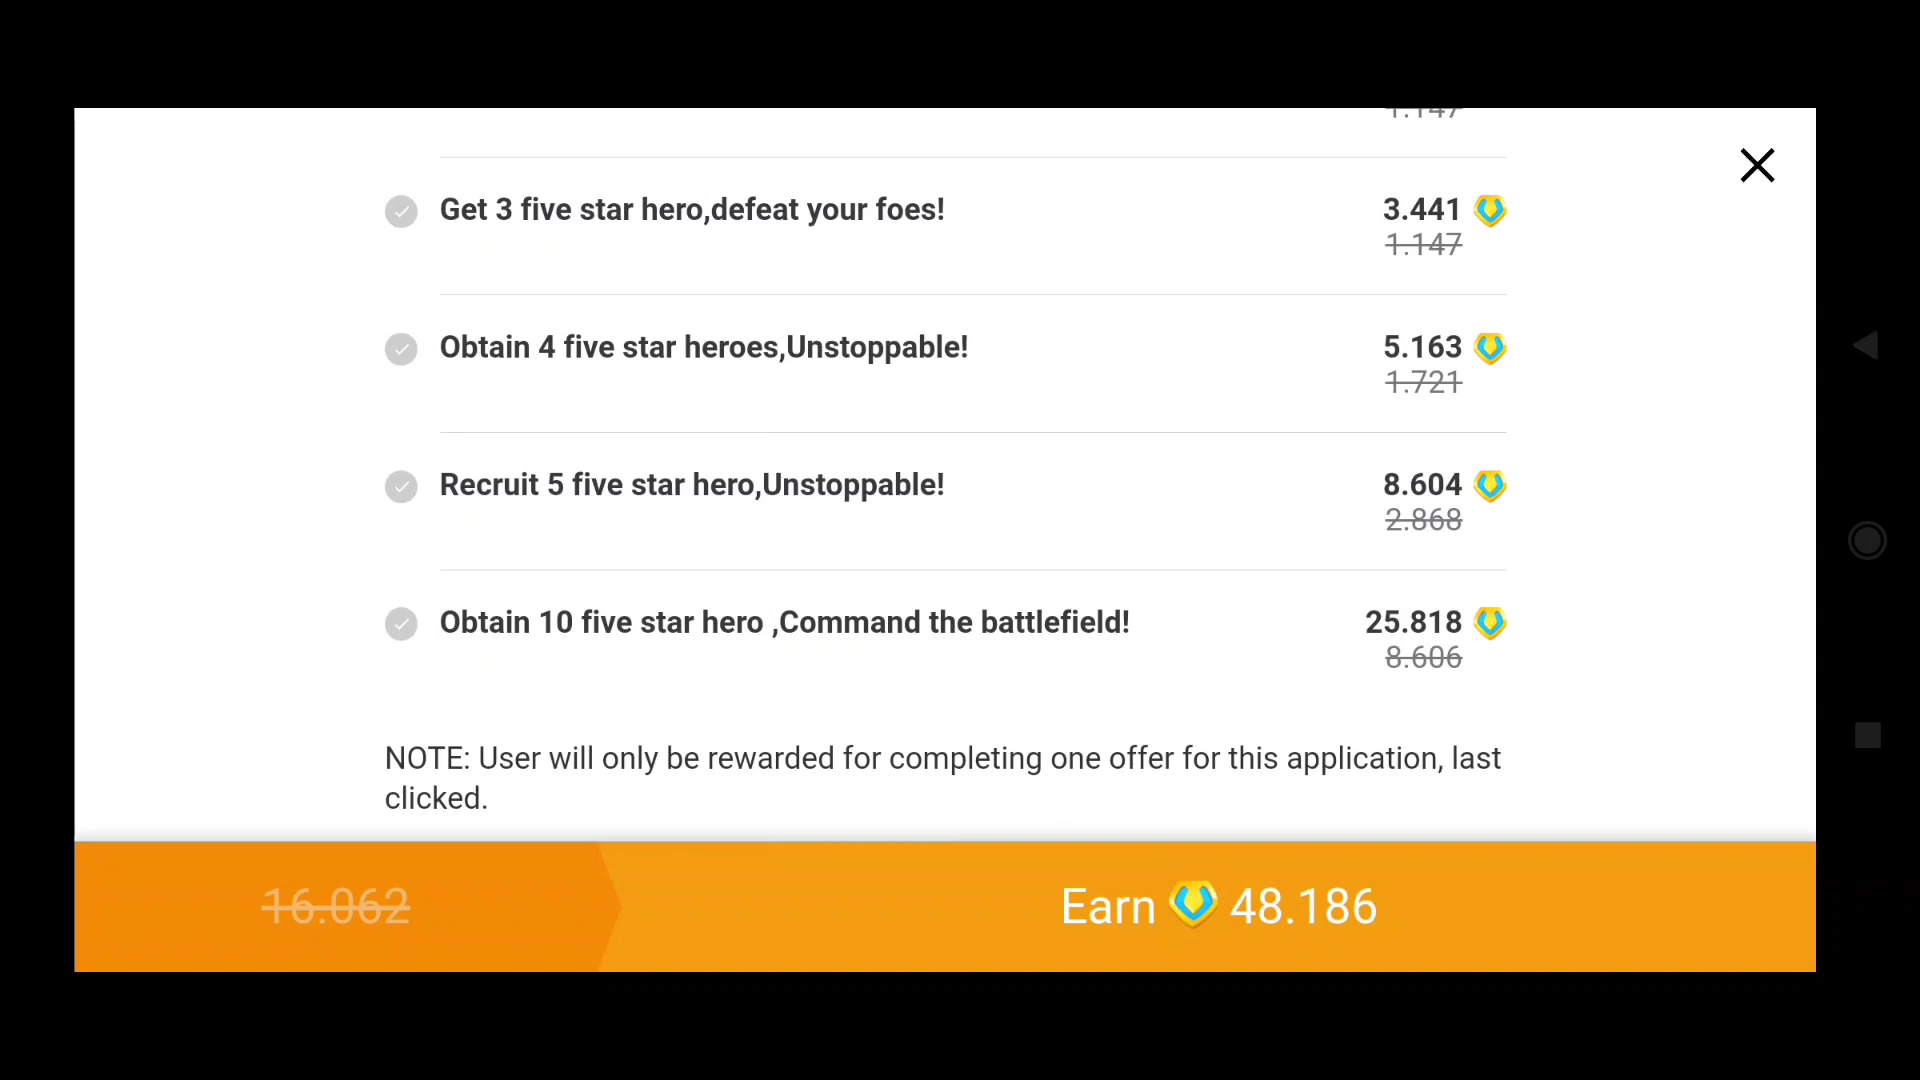 1.147
Get 3 five star hero,defeat your foes!
3.441
1.147
Obtain 4 five star heroes,Unstoppable!
5.163
1.721
Recruit 5 five star hero,Unstoppable!
8.604
2.868
Obtain 10 five star hero ,Command the battlefield!
25.818
8.606
NOTE: User will only be rewarded for completing one offer for this application, last
clicked.
16.062
Earn 48.186